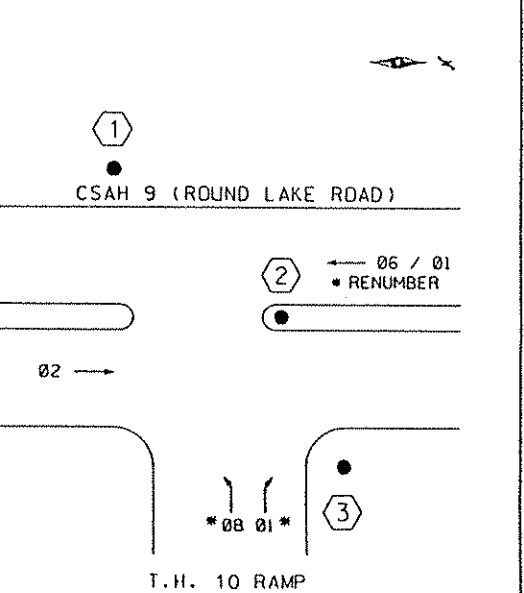 1
CSAH 9 (ROUND LAKE ROAD)
2
06 / 01
* RENUMBER
02
* 08 01 *
3
T.H. 10 RAMP